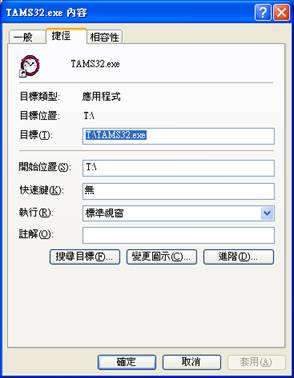 TAMS32.exe 內容
一般 捷徑 相容性
TAMS32.exe
目標類型: 應用程式
目標位置: T:\
目標(T): T:\TAMS32.exe
開始位置(S): T:\
快速鍵(K): 無
執行(R): 標準視窗
註解(O):
搜尋目標(F)... 變更圖示(C)... 進階(D)...
確定 取消 套用(A)